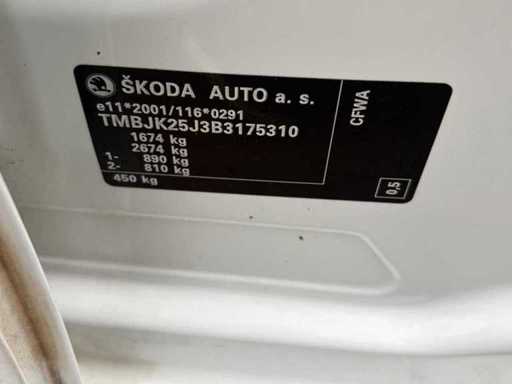 ŠKODA AUTO a. s.
e11*2001/116*0291
TMBJK25J3B3175310
1674 kg
2674 kg
1- 890 kg
2- 810 kg
450 kg
CFWA
0,5